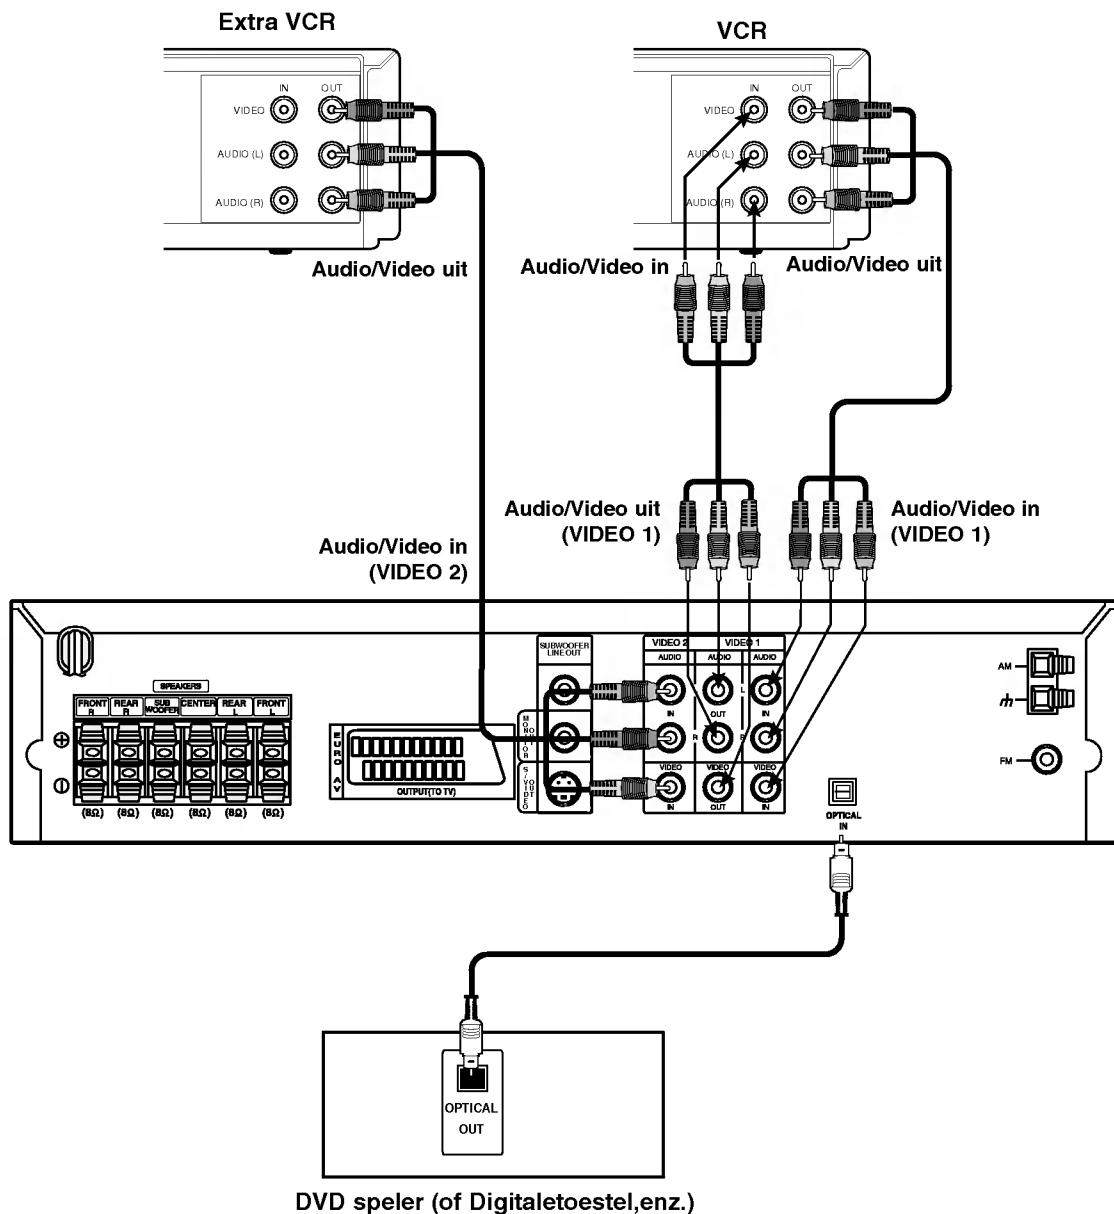 Extra VCR
VCR
IN
OUT
VIDEO
AUDIO (L)
AUDIO (R)
IN
OUT
VIDEO
AUDIO (L)
AUDIO (R)
Audio/Video uit
Audio/Video in
Audio/Video uit
Audio/Video uit
(VIDEO 1)
Audio/Video in
(VIDEO 1)
Audio/Video in
(VIDEO 2)
SPEAKERS
FRONT
R
REAR
R
SUB
WOOFER
CENTER
REAR
L
FRONT
L
(8Ω)
(8Ω)
(8Ω)
(8Ω)
(8Ω)
(8Ω)
EURO AV
OUTPUT(TO TV)
SUBWOOFER
LINE OUT
MONITOR
OUT
S/VIDEO
OUT
VIDEO 2
VIDEO 1
AUDIO
AUDIO
AUDIO
L
IN
OUT
IN
R
R
VIDEO
VIDEO
VIDEO
IN
OUT
IN
OPTICAL
IN
AM
FM
OPTICAL
OUT
DVD speler (of Digitaletoestel,enz.)